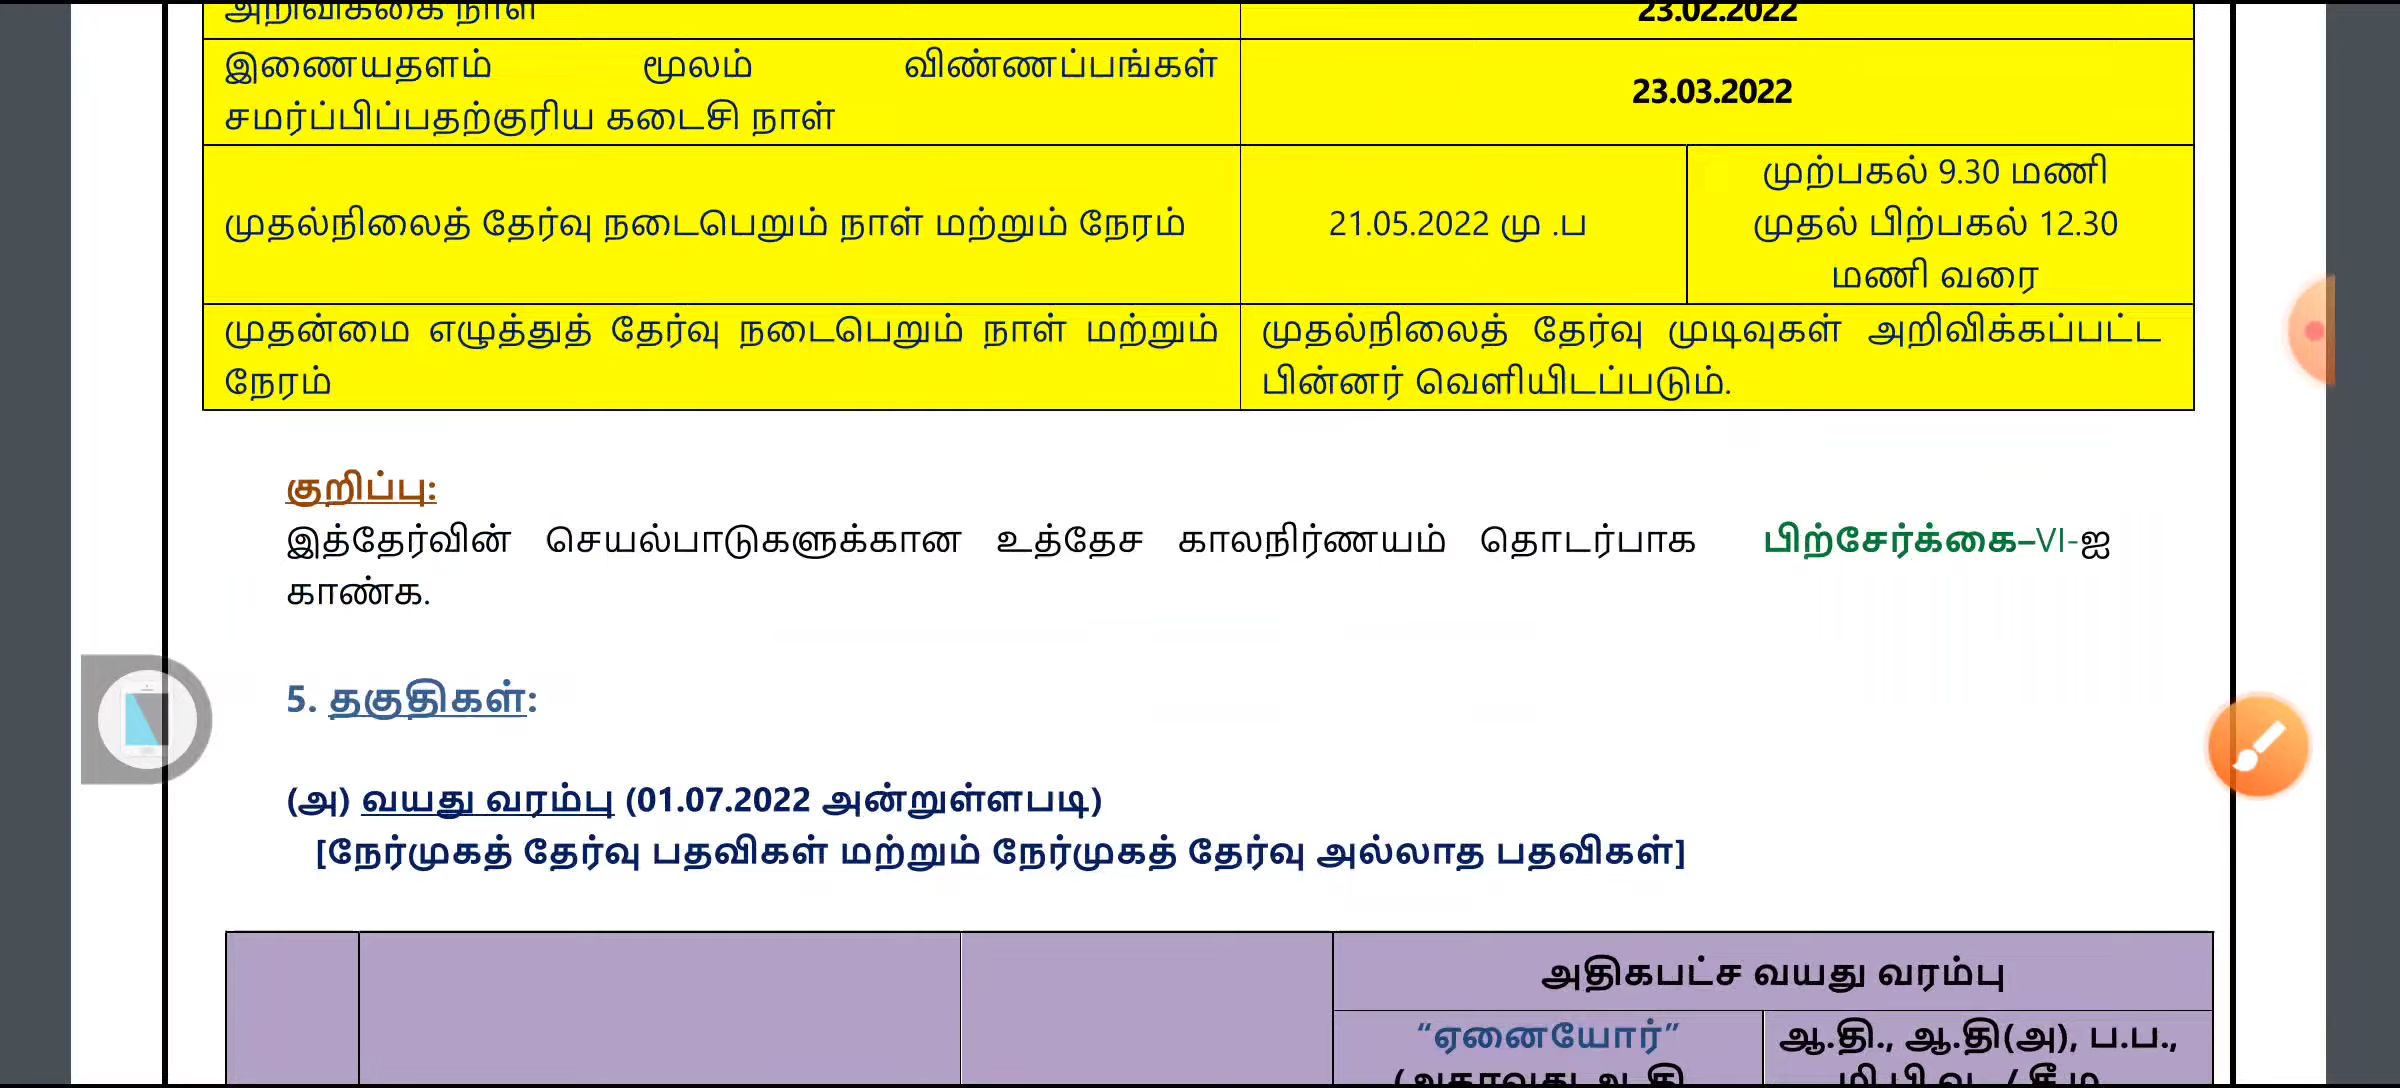 அறிவிக்கை நாள் 23.02.2022
இணையதளம் மூலம் விண்ணப்பங்கள்
சமர்ப்பிப்பதற்குரிய கடைசி நாள்
23.03.2022
முதல்நிலைத் தேர்வு நடைபெறும் நாள் மற்றும் நேரம்
21.05.2022 மு .ப
முற்பகல் 9.30 மணி
முதல் பிற்பகல் 12.30
மணி வரை
முதன்மை எழுத்துத் தேர்வு நடைபெறும் நாள் மற்றும்
நேரம்
முதல்நிலைத் தேர்வு முடிவுகள் அறிவிக்கப்பட்ட
பின்னர் வெளியிடப்படும்.
குறிப்பு:
இத்தேர்வின் செயல்பாடுகளுக்கான உத்தேச காலநிர்ணயம் தொடர்பாக பிற்சேர்க்கை–VI-ஐ
காண்க.
5. தகுதிகள்:
(அ) வயது வரம்பு (01.07.2022 அன்றுள்ளபடி)
[நேர்முகத் தேர்வு பதவிகள் மற்றும் நேர்முகத் தேர்வு அல்லாத பதவிகள்]
அதிகபட்ச வயது வரம்பு
“ஏனையோர்”
ஆ.தி., ஆ.தி(அ), ப.ப.,